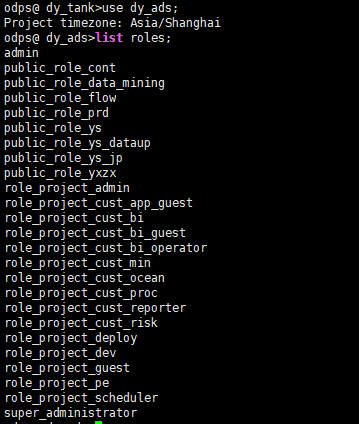 odps@ dy_tank>use dy_ads;
Project timezone: Asia/Shanghai
odps@ dy_ads>list roles;
admin
public_role_cont
public_role_data_mining
public_role_flow
public_role_prd
public_role_ys
public_role_ys_dataup
public_role_ys_jp
public_role_yxzx
role_project_admin
role_project_cust_app_guest
role_project_cust_bi
role_project_cust_bi_guest
role_project_cust_bi_operator
role_project_cust_min
role_project_cust_ocean
role_project_cust_proc
role_project_cust_reporter
role_project_cust_risk
role_project_deploy
role_project_dev
role_project_guest
role_project_pe
role_project_scheduler
super_administrator